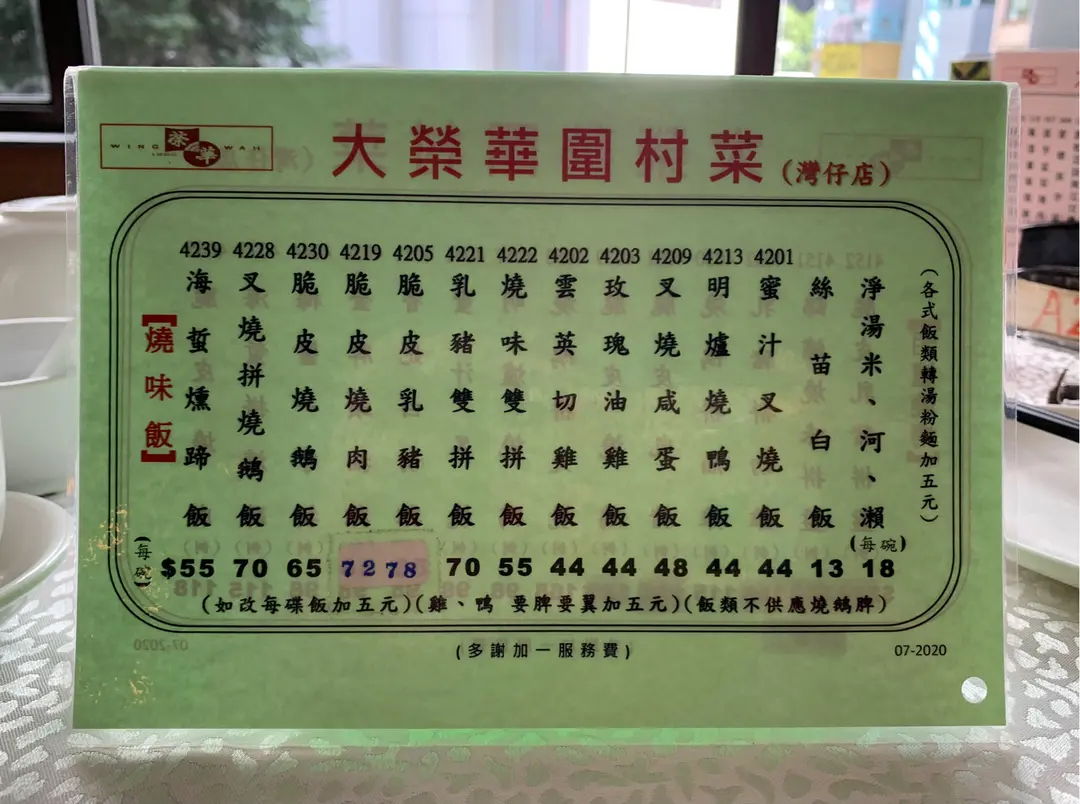 WING 榮華 WAH
大榮華圍村菜(灣仔店)
【燒味飯】
(每碗)
4239 海蜇燻蹄飯 $55
4228 叉燒拼燒鵝飯 70
4230 脆皮燒鵝飯 65
4219 脆皮燒肉飯 72
4205 脆皮乳豬飯 78
4221 乳豬雙拼飯 70
4222 燒味雙拼飯 55
4202 雲英切雞飯 44
4203 玫瑰油雞飯 44
4209 叉燒咸蛋飯 48
4213 明爐燒鴨飯 44
4201 蜜汁叉燒飯 44
絲苗白飯 13
淨湯米、河、瀨 (每碗) 18
(各式飯類轉湯粉麵加五元)
(如改每碟飯加五元)(雞、鴨 要脾要翼加五元)(飯類不供應燒鵝脾)
(多謝加一服務費)
07-2020